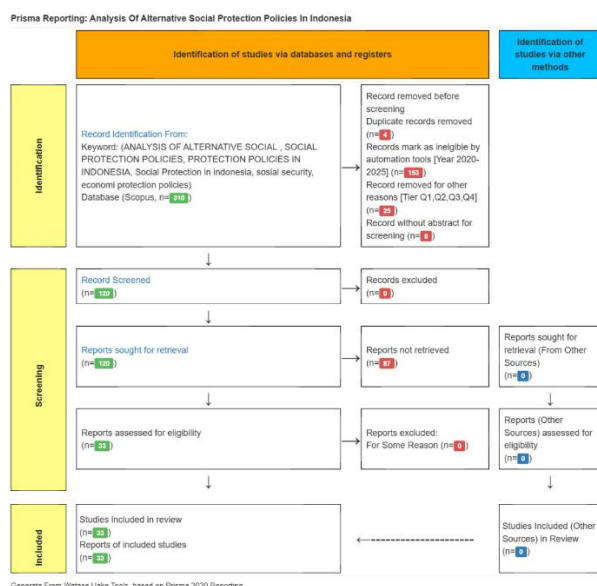 Prisma Reporting: Analysis Of Alternative Social Protection Policies In Indonesia
Identification of studies via databases and registers
Identification of
studies via other
methods
Identification
Record Identification From:
Keyword: (ANALYSIS OF ALTERNATIVE SOCIAL , SOCIAL
PROTECTION POLICIES, PROTECTION POLICIES IN
INDONESIA, Social Protection in indonesia, sosial security,
economi protection policies)
Database (Scopus, n=310)
Record removed before
screening
Duplicate records removed
(n=4)
Records mark as ineigible by
automation tools [Year 2020-
2025] (n=153)
Record removed for other
reasons [Tier Q1,Q2,Q3,Q4]
(n=25)
Record without abstract for
screening (n=8)
↓
Screening
Record Screened
(n=120)
Records excluded
(n=0)
↓
Reports sought for retrieval
(n=120)
Reports not retrieved
(n=87)
Reports sought for
retrieval (From Other
Sources)
(n=0)
↓
↓
Reports assessed for eligibility
(n=33)
Reports excluded:
For Some Reason (n=0)
Reports (Other
Sources) assessed for
eligibility
(n=0)
↓
↓
Included
Studies included in review
(n=33)
Reports of included studies
(n=33)
←-----------------
Studies Included (Other
Sources) in Review
(n=0)
Generate From Watase Uake Tools, based on Prisma 2020 Reporting